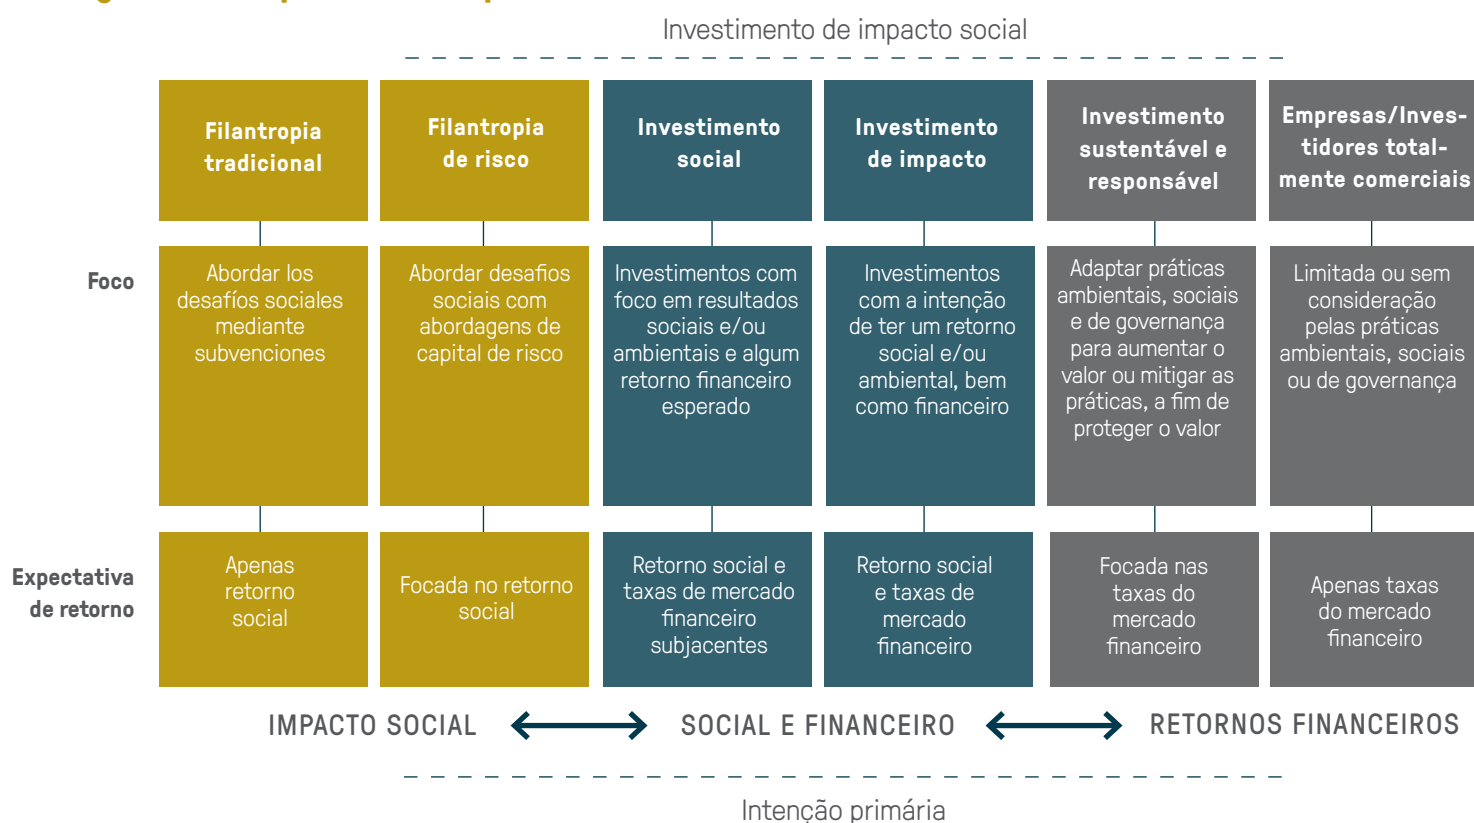 Investimento de impacto social
Filantropia
tradicional
Filantropia
de risco
Investimento
social
Investimento
de impacto
Investimento
sustentável e
responsável
Empresas/Inves-
tidores total-
mente comerciais
Foco
Abordar los
desafíos sociales
mediante
subvenciones
Abordar desafios
sociais com
abordagens de
capital de risco
Investimentos com
foco em resultados
sociais e/ou
ambientais e algum
retorno financeiro
esperado
Investimentos
com a intenção
de ter um retorno
social e/ou
ambiental, bem
como financeiro
Adaptar práticas
ambientais, sociais
e de governança
para aumentar o
valor ou mitigar as
práticas, a fim de
proteger o valor
Limitada ou sem
consideração
pelas práticas
ambientais, sociais
ou de governança
Expectativa
de retorno
Apenas
retorno
social
Focada no retorno
social
Retorno social e
taxas de mercado
financeiro
subjacentes
Retorno social
e taxas de
mercado
financeiro
Focada nas
taxas do
mercado
financeiro
Apenas taxas
do mercado
financeiro
IMPACTO SOCIAL
SOCIAL E FINANCEIRO
RETORNOS FINANCEIROS
Intenção primária